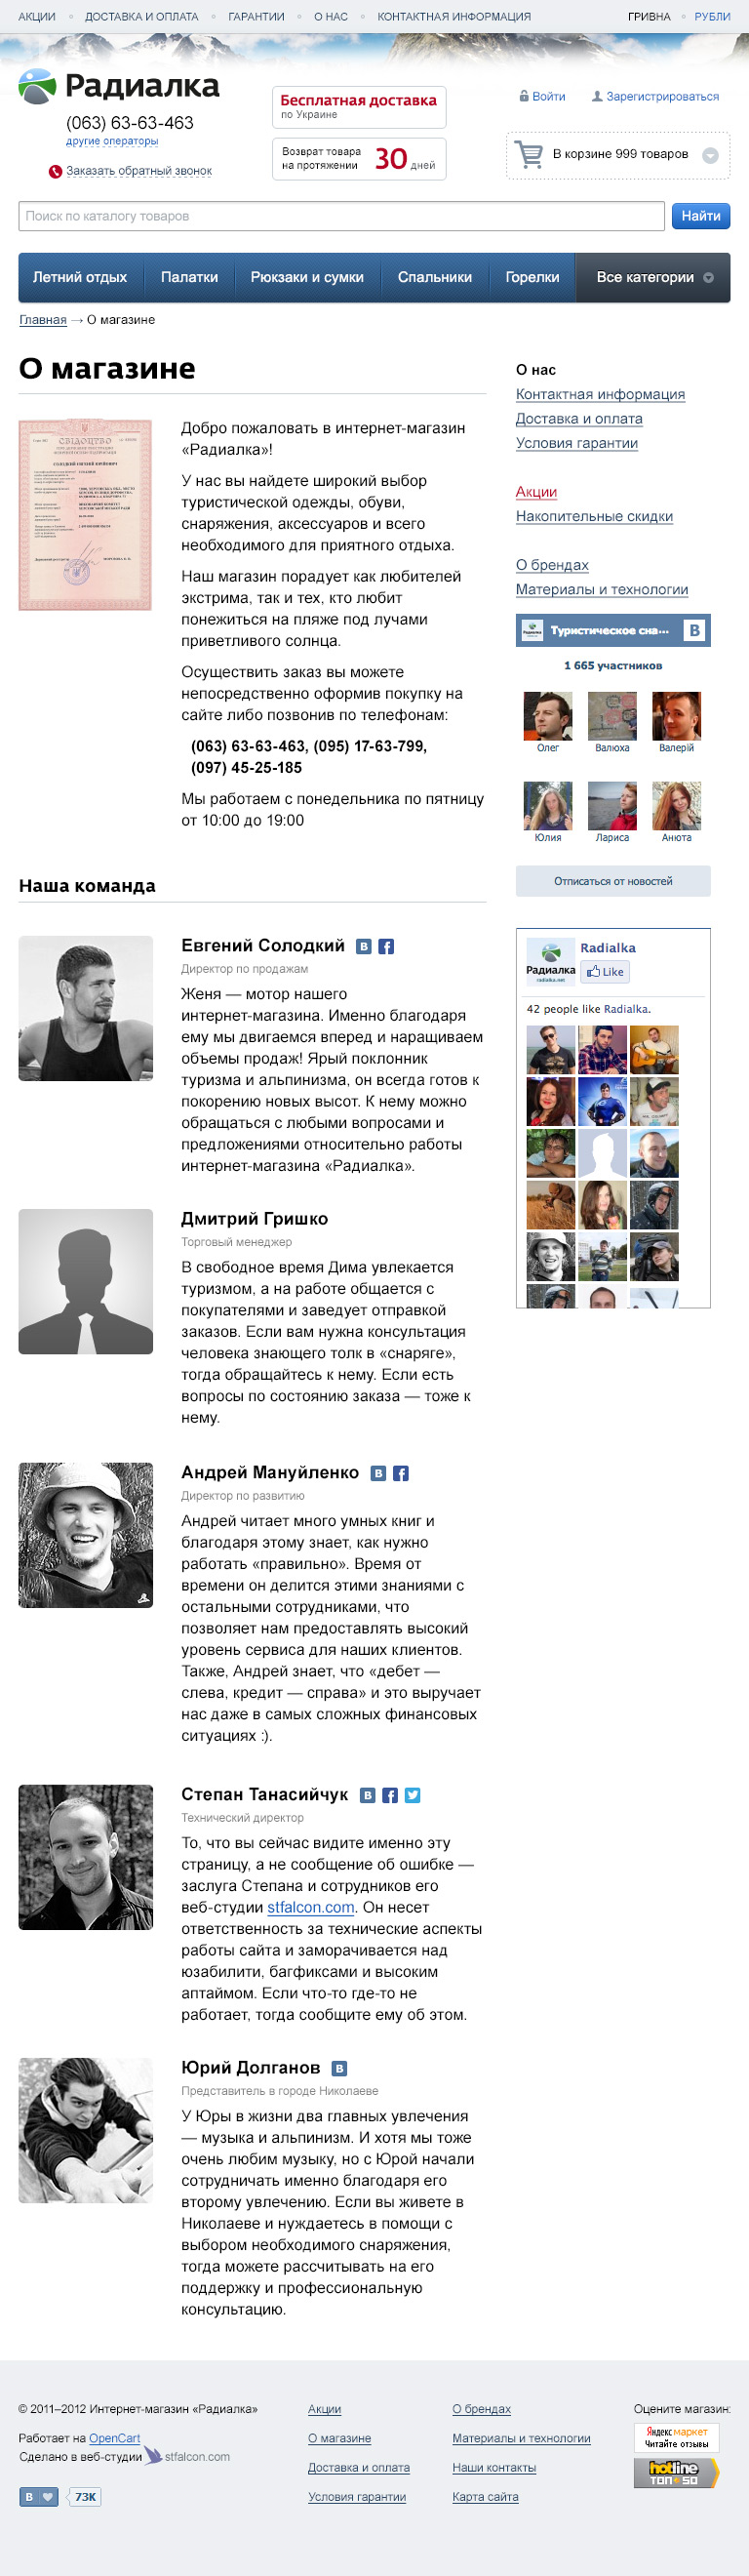 АКЦИИ ДОСТАВКА И ОПЛАТА ГАРАНТИИ О НАС КОНТАКТНАЯ ИНФОРМАЦИЯ ГРИВНА РУБЛИ
Радиалка
(063) 63-63-463
другие операторы
Заказать обратный звонок
Бесплатная доставка
по Украине
Возврат товара
на протяжении 30 дней
Войти Зарегистрироваться
В корзине 999 товаров
Поиск по каталогу товаров Найти
Летний отдых Палатки Рюкзаки и сумки Спальники Горелки Все категории
Главная → О магазине
О магазине
СВІДОЦТВО
Добро пожаловать в интернет-магазин
«Радиалка»!
У нас вы найдете широкий выбор
туристической одежды, обуви,
снаряжения, аксессуаров и всего
необходимого для приятного отдыха.
Наш магазин порадует как любителей
экстрима, так и тех, кто любит
понежиться на пляже под лучами
приветливого солнца.
Осуществить заказ вы можете
непосредственно оформив покупку на
сайте либо позвонив по телефонам:
(063) 63-63-463, (095) 17-63-799,
(097) 45-25-185
Мы работаем с понедельника по пятницу
от 10:00 до 19:00
О нас
Контактная информация
Доставка и оплата
Условия гарантии
Акции
Накопительные скидки
О брендах
Материалы и технологии
Радиалка Туристическое сна··· В
1 665 участников
Олег Валюха Валерій
Юлия Лариса Анюта
Отписаться от новостей
Радиалка
radialka.net
Radialka
Like
42 people like Radialka.
Наша команда
Евгений Солодкий В f
Директор по продажам
Женя — мотор нашего
интернет-магазина. Именно благодаря
ему мы двигаемся вперед и наращиваем
объемы продаж! Ярый поклонник
туризма и альпинизма, он всегда готов к
покорению новых высот. К нему можно
обращаться с любыми вопросами и
предложениями относительно работы
интернет-магазина «Радиалка».
Дмитрий Гришко
Торговый менеджер
В свободное время Дима увлекается
туризмом, а на работе общается с
покупателями и заведует отправкой
заказов. Если вам нужна консультация
человека знающего толк в «снаряге»,
тогда обращайтесь к нему. Если есть
вопросы по состоянию заказа — тоже к
нему.
Андрей Мануйленко В f
Директор по развитию
Андрей читает много умных книг и
благодаря этому знает, как нужно
работать «правильно». Время от
времени он делится этими знаниями с
остальными сотрудниками, что
позволяет нам предоставлять высокий
уровень сервиса для наших клиентов.
Также, Андрей знает, что «дебет —
слева, кредит — справа» и это выручает
нас даже в самых сложных финансовых
ситуациях :).
Степан Танасийчук В f
Технический директор
То, что вы сейчас видите именно эту
страницу, а не сообщение об ошибке —
заслуга Степана и сотрудников его
веб-студии stfalcon.com. Он несет
ответственность за технические аспекты
работы сайта и заморачивается над
юзабилити, багфиксами и высоким
аптаймом. Если что-то где-то не
работает, тогда сообщите ему об этом.
Юрий Долганов В
Представитель в городе Николаеве
У Юры в жизни два главных увлечения
— музыка и альпинизм. И хотя мы тоже
очень любим музыку, но с Юрой начали
сотрудничать именно благодаря его
второму увлечению. Если вы живете в
Николаеве и нуждаетесь в помощи с
выбором необходимого снаряжения,
тогда можете рассчитывать на его
поддержку и профессиональную
консультацию.
© 2011–2012 Интернет-магазин «Радиалка»
Работает на OpenCart
Сделано в веб-студии stfalcon.com
В 73K
Акции
О магазине
Доставка и оплата
Условия гарантии
О брендах
Материалы и технологии
Наши контакты
Карта сайта
Оцените магазин:
Яндекс маркет
Читайте отзывы
hotline
ТОП 50